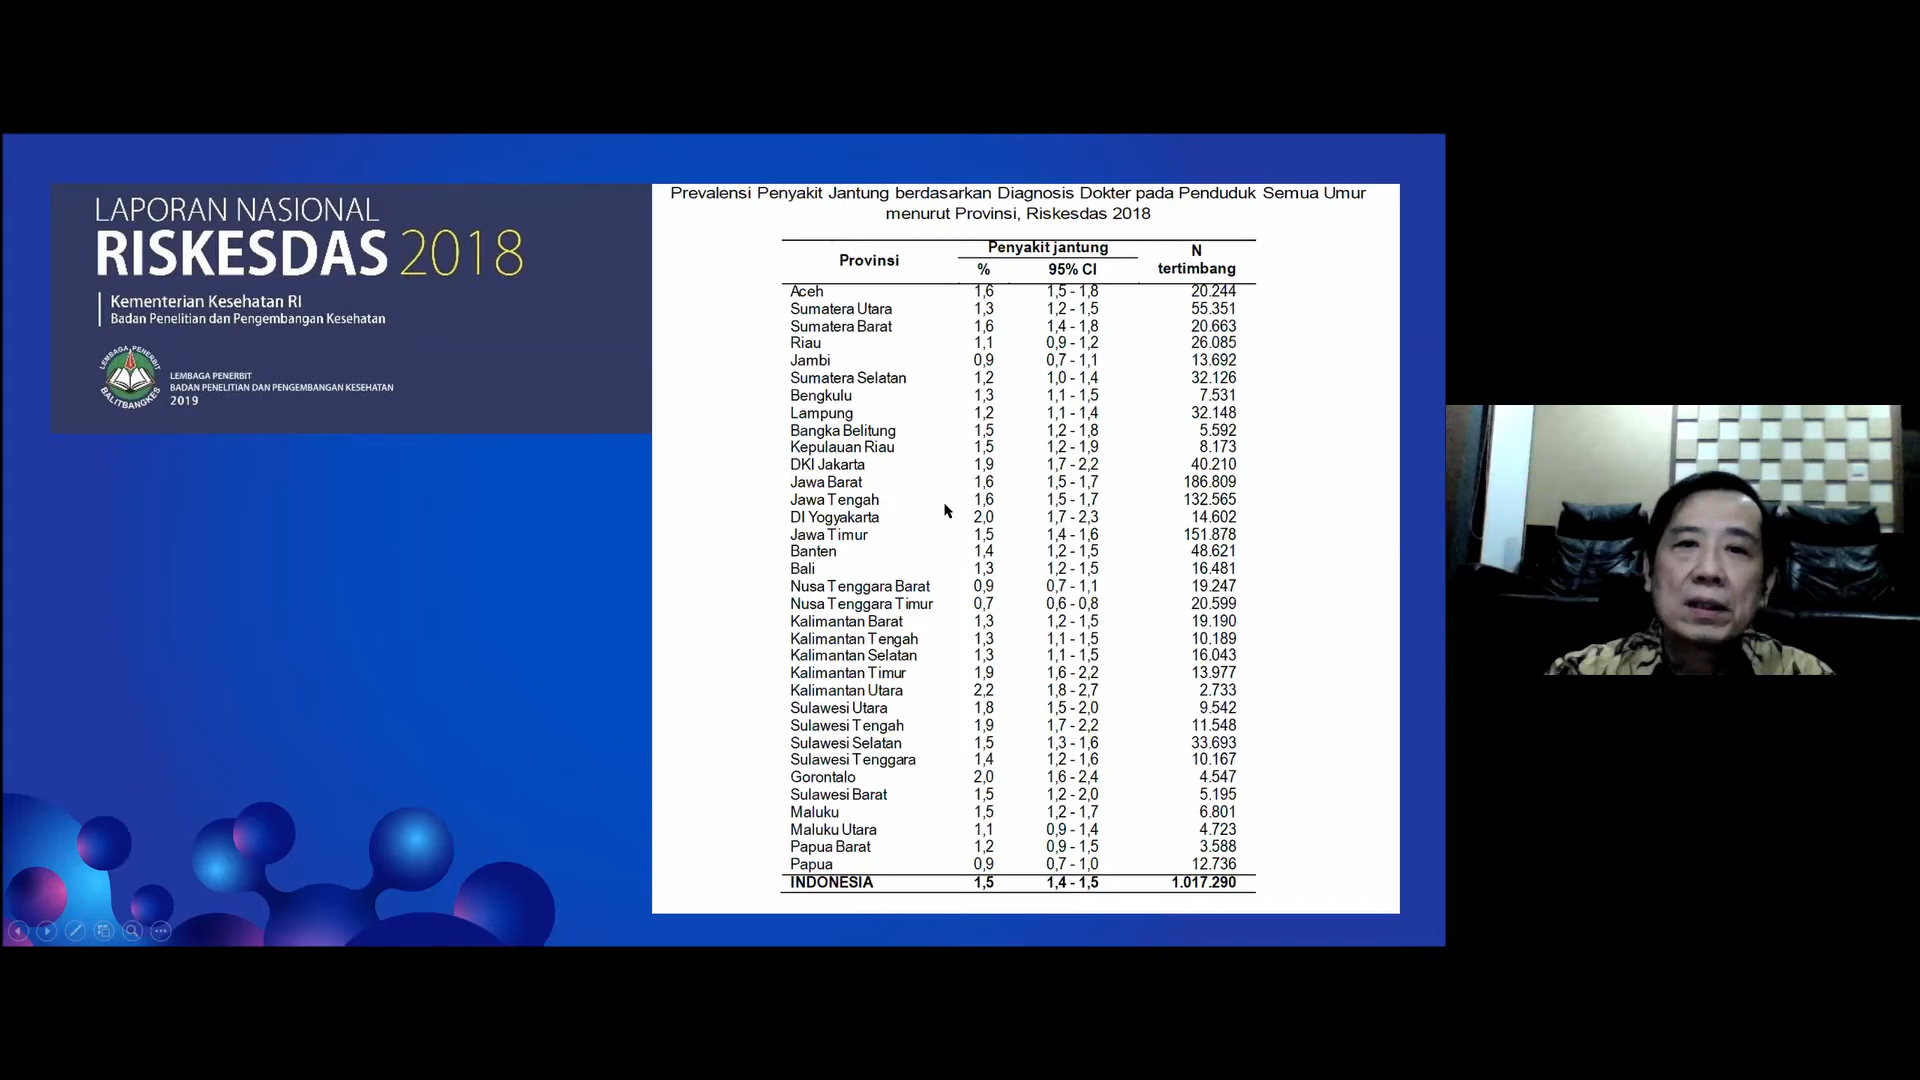 LAPORAN NASIONAL
RISKESDAS 2018
Kementerian Kesehatan RI
Badan Penelitian dan Pengembangan Kesehatan
LEMBAGA PENERBIT
BALITBANGKES
LEMBAGA PENERBIT
BADAN PENELITIAN DAN PENGEMBANGAN KESEHATAN
2019
Prevalensi Penyakit Jantung berdasarkan Diagnosis Dokter pada Penduduk Semua Umur
menurut Provinsi, Riskesdas 2018
Provinsi Penyakit jantung N tertimbang
% 95% CI
Aceh 1,6 1,5 - 1,8 20.244
Sumatera Utara 1,3 1,2 - 1,5 55.351
Sumatera Barat 1,6 1,4 - 1,8 20.663
Riau 1,1 0,9 - 1,2 26.085
Jambi 0,9 0,7 - 1,1 13.692
Sumatera Selatan 1,2 1,0 - 1,4 32.126
Bengkulu 1,3 1,1 - 1,5 7.531
Lampung 1,2 1,1 - 1,4 32.148
Bangka Belitung 1,5 1,2 - 1,8 5.592
Kepulauan Riau 1,5 1,2 - 1,9 8.173
DKI Jakarta 1,9 1,7 - 2,2 40.210
Jawa Barat 1,6 1,5 - 1,7 186.809
Jawa Tengah 1,6 1,5 - 1,7 132.565
DI Yogyakarta 2,0 1,7 - 2,3 14.602
Jawa Timur 1,5 1,4 - 1,6 151.878
Banten 1,4 1,2 - 1,5 48.621
Bali 1,3 1,2 - 1,5 16.481
Nusa Tenggara Barat 0,9 0,7 - 1,1 19.247
Nusa Tenggara Timur 0,7 0,6 - 0,8 20.599
Kalimantan Barat 1,3 1,2 - 1,5 19.190
Kalimantan Tengah 1,3 1,1 - 1,5 10.189
Kalimantan Selatan 1,3 1,1 - 1,5 16.043
Kalimantan Timur 1,9 1,6 - 2,2 13.977
Kalimantan Utara 2,2 1,8 - 2,7 2.733
Sulawesi Utara 1,8 1,5 - 2,0 9.542
Sulawesi Tengah 1,9 1,7 - 2,2 11.548
Sulawesi Selatan 1,5 1,3 - 1,6 33.693
Sulawesi Tenggara 1,4 1,2 - 1,6 10.167
Gorontalo 2,0 1,6 - 2,4 4.547
Sulawesi Barat 1,5 1,2 - 2,0 5.195
Maluku 1,5 1,2 - 1,7 6.801
Maluku Utara 1,1 0,9 - 1,4 4.723
Papua Barat 1,2 0,9 - 1,5 3.588
Papua 0,9 0,7 - 1,0 12.736
INDONESIA 1,5 1,4 - 1,5 1.017.290